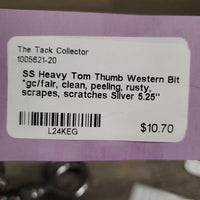 The Tack Collector
1005621-20
SS Heavy Tom Thumb Western Bit
*gc/fair, clean, peeling, rusty,
scrapes, scratches Silver 5.25"
L24KEG
$10.70